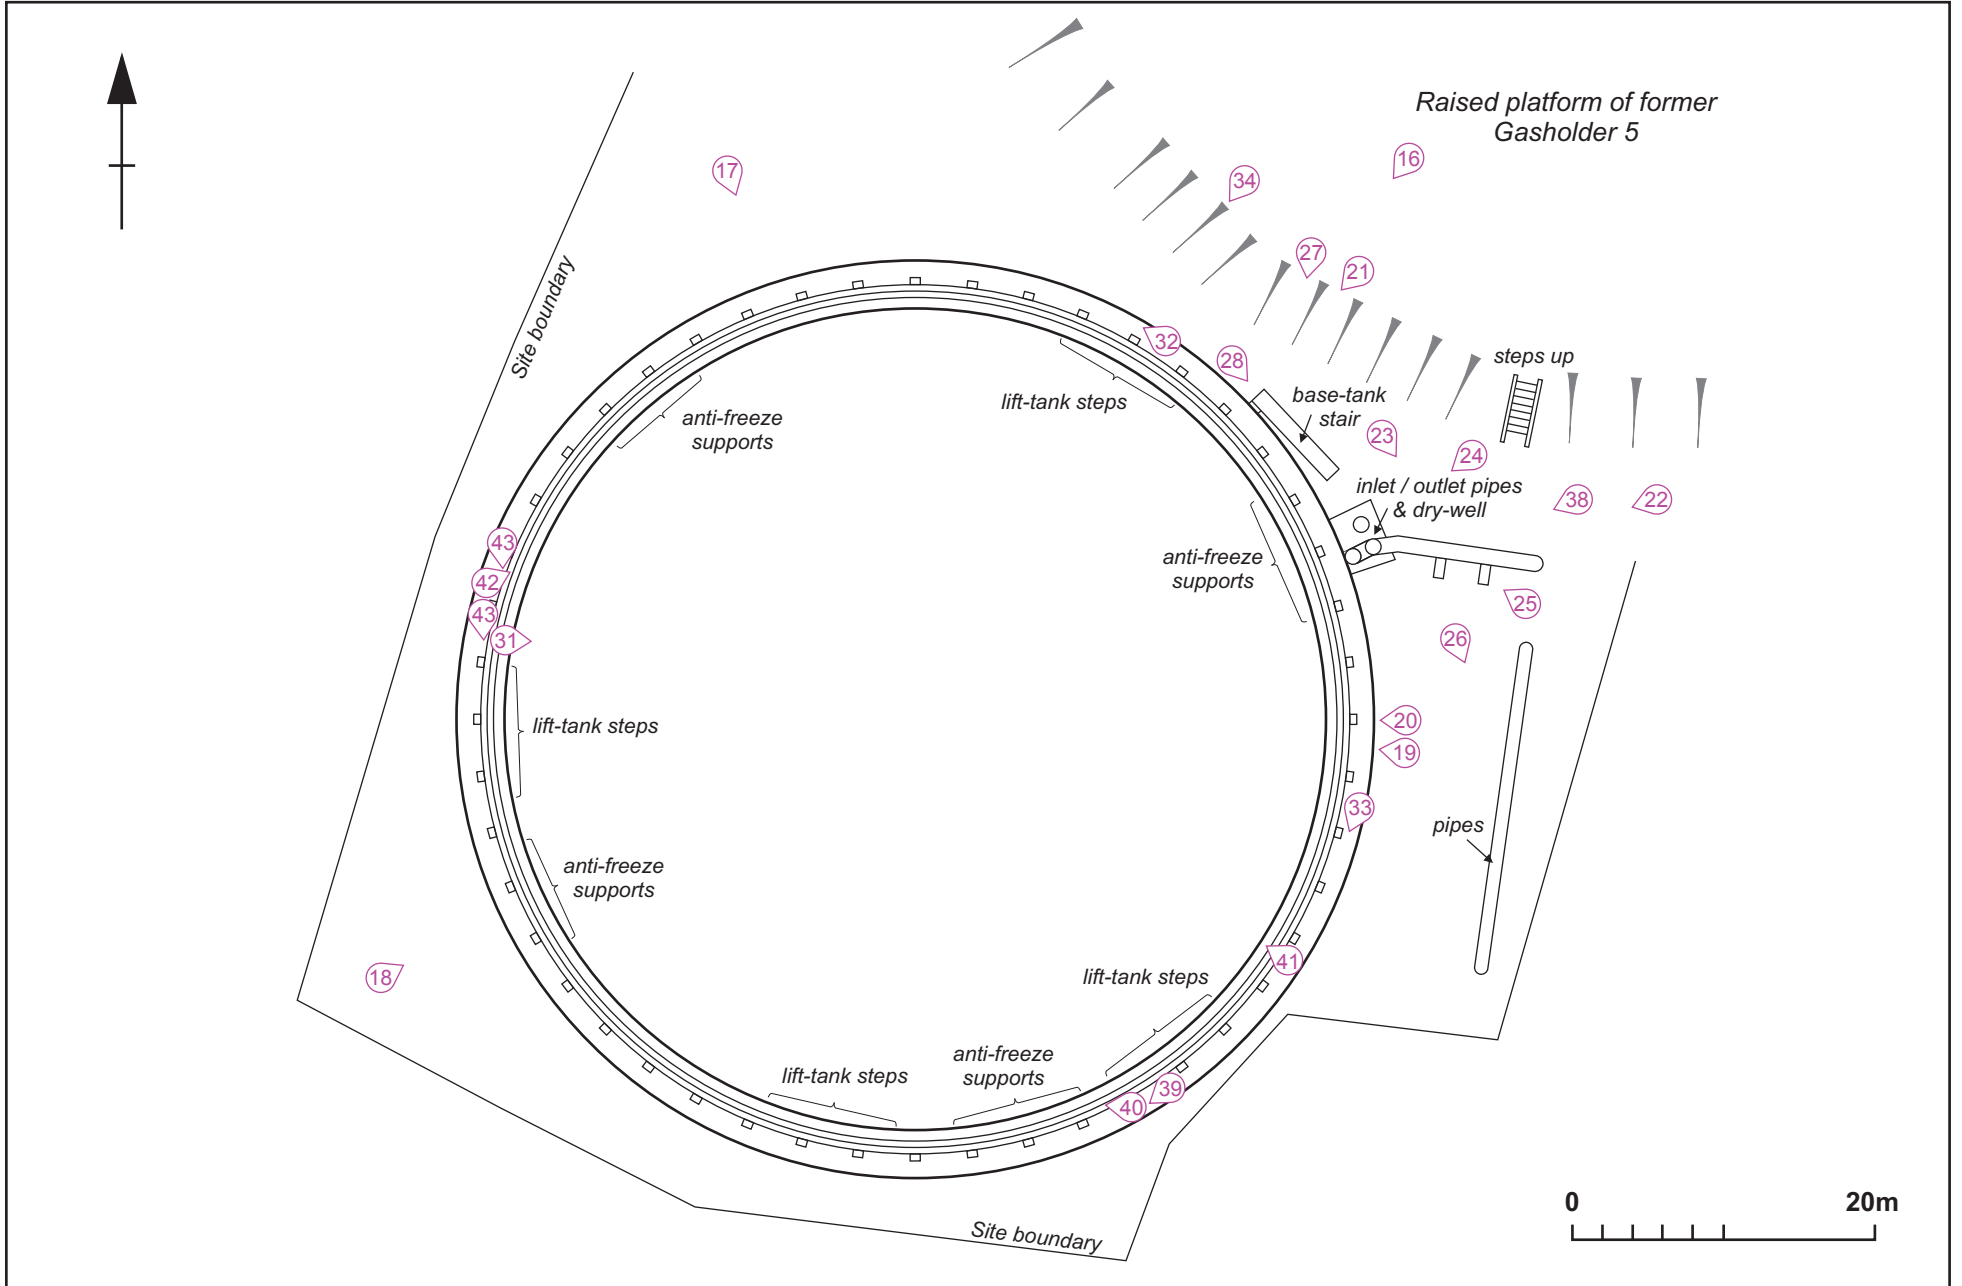 Raised platform of former
Gasholder 5
16
17
34
27
21
Site boundary
32
28
steps up
base-tank
stair
lift-tank steps
anti-freeze
supports
23
24
inlet / outlet pipes
& dry-well
38
22
43
anti-freeze
supports
42
43
25
31
26
lift-tank steps
20
19
33
pipes
anti-freeze
supports
41
18
lift-tank steps
anti-freeze
supports
lift-tank steps
39
40
Site boundary
0 20m